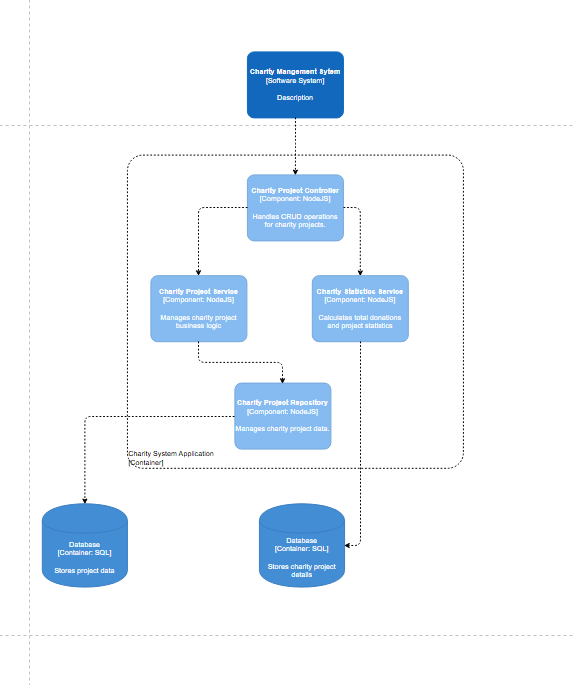 Charity Mangement Sytem
[Software System]
Description
Charity Project Controller
[Component: NodeJS]
Handles CRUD operations
for charity projects.
Charity Project Service
[Component: NodeJS]
Manages charity project
business logic
Charity Statistics Service
[Component: NodeJS]
Calculates total donations
and project statistics
Charity Project Repository
[Component: NodeJS]
Manages charity project data.
Charity System Application
[Container]
Database
[Container: SQL]
Stores project data
Database
[Container: SQL]
Stores charity project
details